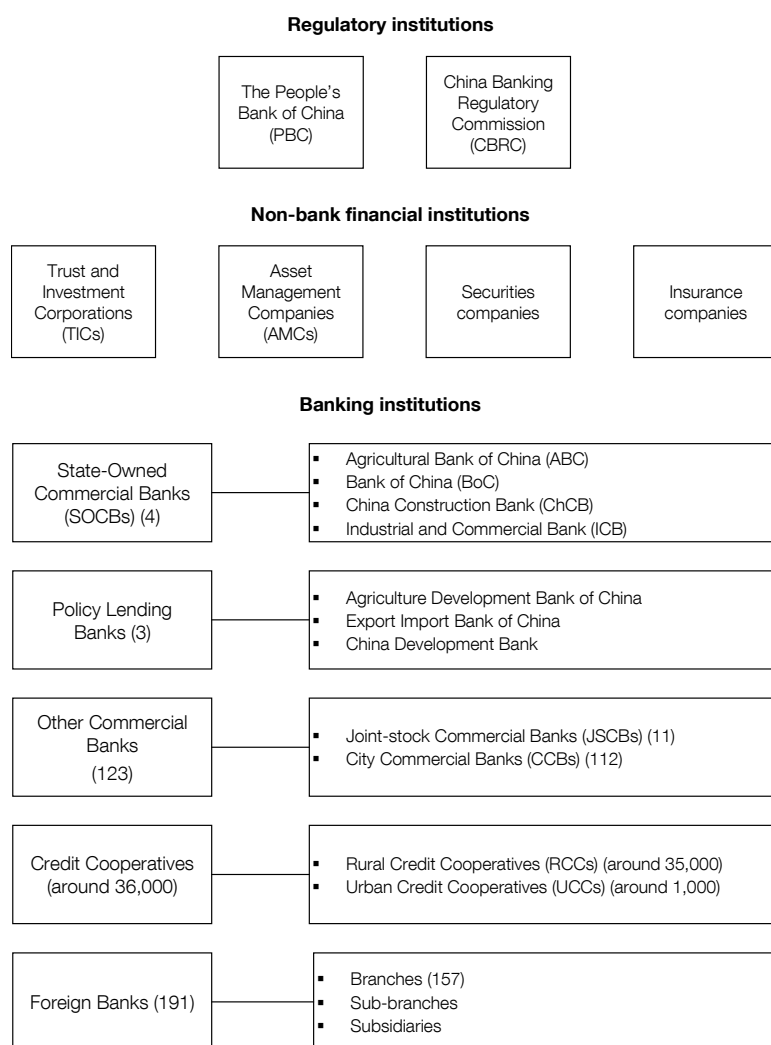 Regulatory institutions
The People's
Bank of China
(PBC)
China Banking
Regulatory
Commission
(CBRC)
Non-bank financial institutions
Trust and
Investment
Corporations
(TICs)
Asset
Management
Companies
(AMCs)
Securities
companies
Insurance
companies
Banking institutions
State-Owned
Commercial Banks
(SOCBs) (4)
▪ Agricultural Bank of China (ABC)
▪ Bank of China (BoC)
▪ China Construction Bank (ChCB)
▪ Industrial and Commercial Bank (ICB)
Policy Lending
Banks (3)
▪ Agriculture Development Bank of China
▪ Export Import Bank of China
▪ China Development Bank
Other Commercial
Banks
(123)
▪ Joint-stock Commercial Banks (JSCBs) (11)
▪ City Commercial Banks (CCBs) (112)
Credit Cooperatives
(around 36,000)
▪ Rural Credit Cooperatives (RCCs) (around 35,000)
▪ Urban Credit Cooperatives (UCCs) (around 1,000)
Foreign Banks (191)
▪ Branches (157)
▪ Sub-branches
▪ Subsidiaries